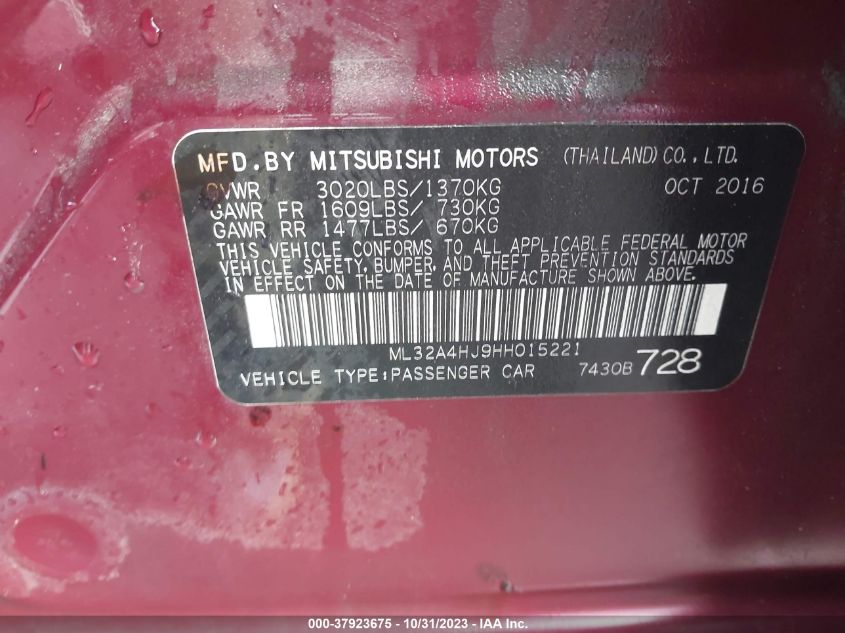 MFD.BY MITSUBISHI MOTORS (THAILAND) CO., LTD.
GVWR 3020LBS/1370KG OCT 2016
GAWR FR 1609LBS/ 730KG
GAWR RR 1477LBS/ 670KG
THIS VEHICLE CONFORMS TO ALL APPLICABLE FEDERAL MOTOR
VEHICLE SAFETY, BUMPER, AND THEFT PREVENTION STANDARDS
IN EFFECT ON THE DATE OF MANUFACTURE SHOWN ABOVE.
ML32A4HJ9HH015221
VEHICLE TYPE:PASSENGER CAR 7430B 728
000-37923675 - 10/31/2023 - IAA Inc.